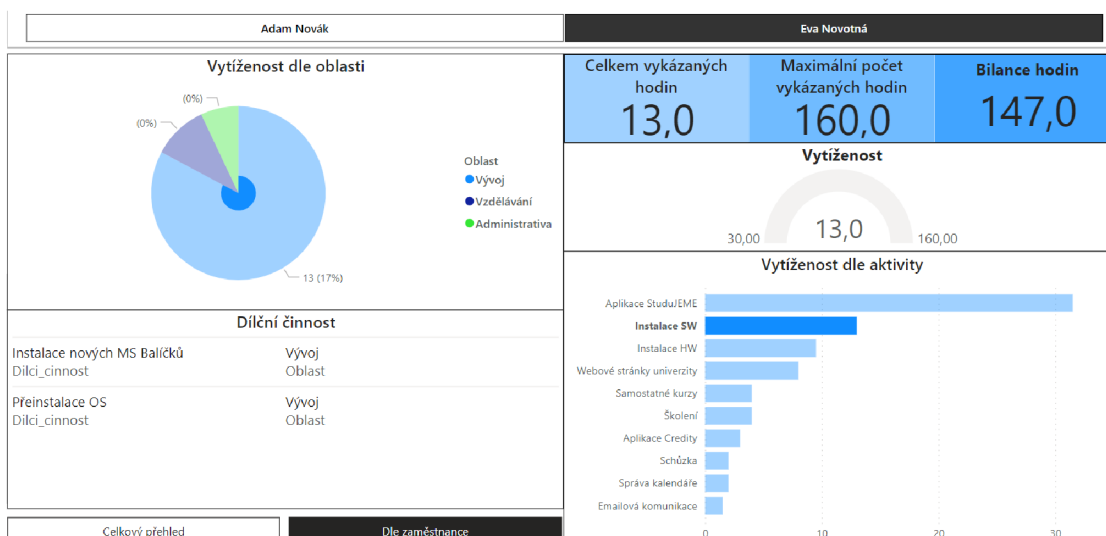 Adam Novák
Eva Novotná
Vytíženost dle oblasti
(0%)
(0%)
13 (17%)
Oblast
Vývoj
Vzdělávání
Administrativa
Celkem vykázaných
hodin
13,0
Maximální počet
vykázaných hodin
160,0
Bilance hodin
147,0
Vytíženost
13,0
30,00
160,00
Dílční činnost
Instalace nových MS Balíčků
Vývoj
Dilci_cinnost
Oblast
Přeinstalace OS
Vývoj
Dilci_cinnost
Oblast
Vytíženost dle aktivity
Aplikace StuduJEME
Instalace SW
Instalace HW
Webové stránky univerzity
Samostatné kurzy
Školení
Aplikace Credity
Schůzka
Správa kalendáře
Emailová komunikace
0
10
20
30
Celkový přehled
Dle zaměstnance